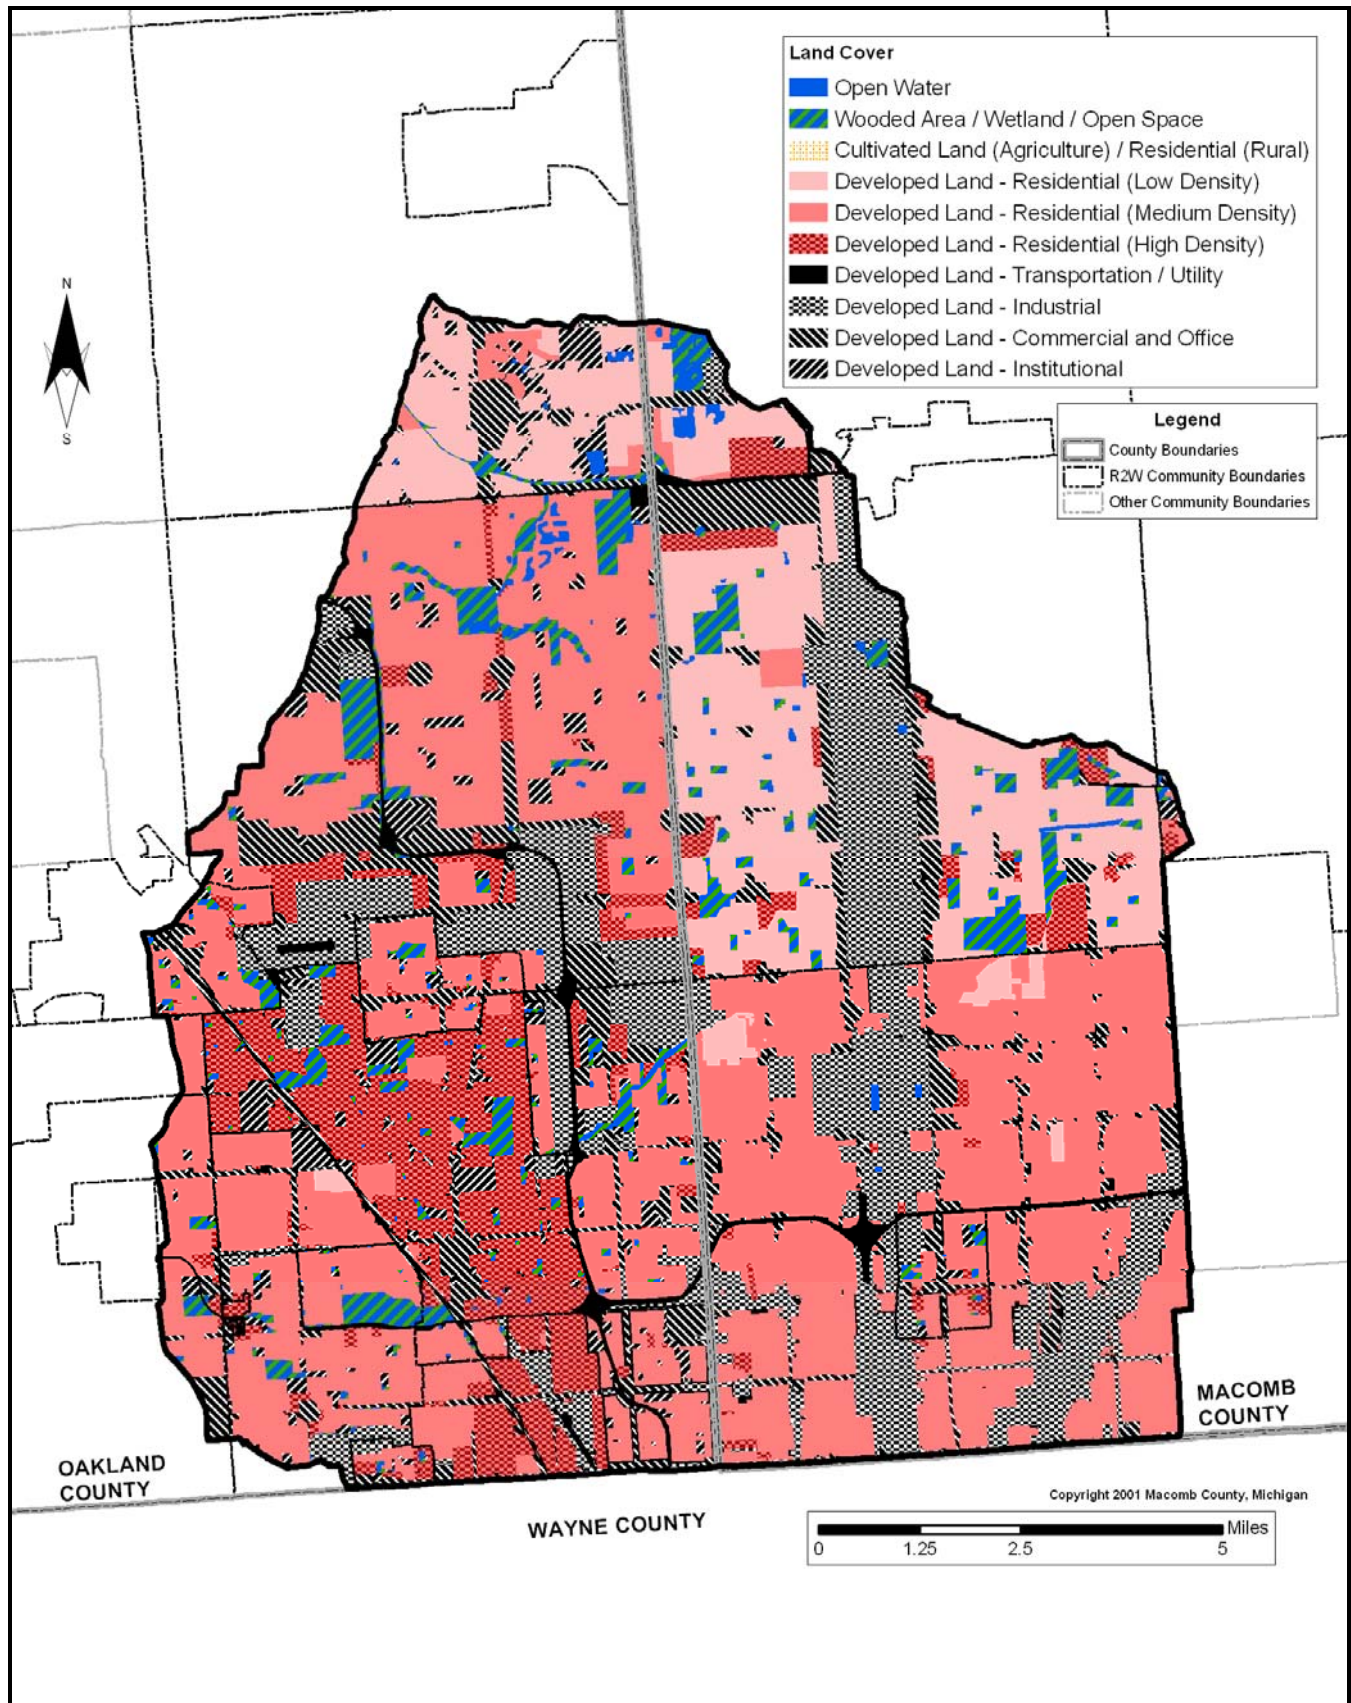 Land Cover
Open Water
Wooded Area / Wetland / Open Space
Cultivated Land (Agriculture) / Residential (Rural)
Developed Land - Residential (Low Density)
Developed Land - Residential (Medium Density)
Developed Land - Residential (High Density)
Developed Land - Transportation / Utility
Developed Land - Industrial
Developed Land - Commercial and Office
Developed Land - Institutional
N
S
Legend
County Boundaries
R2W Community Boundaries
Other Community Boundaries
MACOMB
COUNTY
OAKLAND
COUNTY
WAYNE COUNTY
Copyright 2001 Macomb County, Michigan
Miles
0 1.25 2.5 5